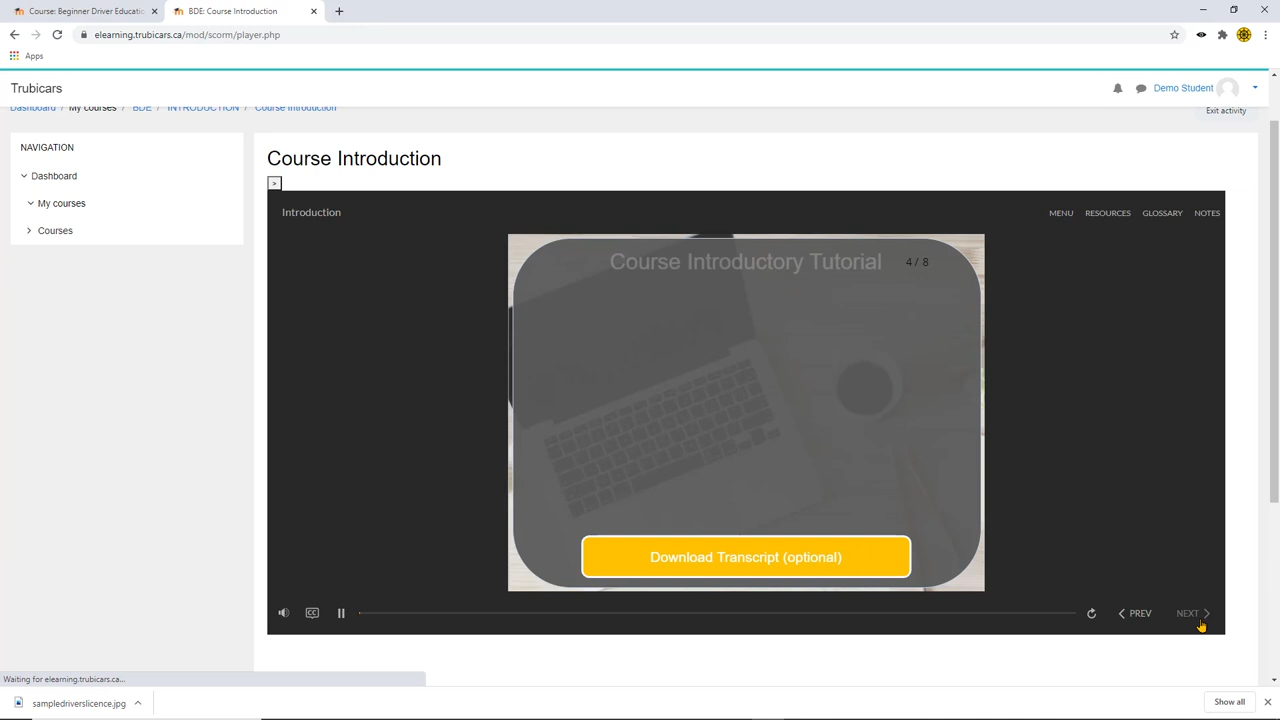 Course: Beginner Driver Educatio
BDE: Course Introduction
elearning.trubicars.ca/mod/scorm/player.php
Apps
Trubicars
Demo Student
Dashboard / My courses / BDE / INTRODUCTION / Course Introduction
Exit activity
NAVIGATION
Dashboard
My courses
Courses
Course Introduction
>
Introduction
MENU RESOURCES GLOSSARY NOTES
Course Introductory Tutorial 4 / 8
Download Transcript (optional)
CC
PREV NEXT
Waiting for elearning.trubicars.ca...
sampledriverslicence.jpg
Show all